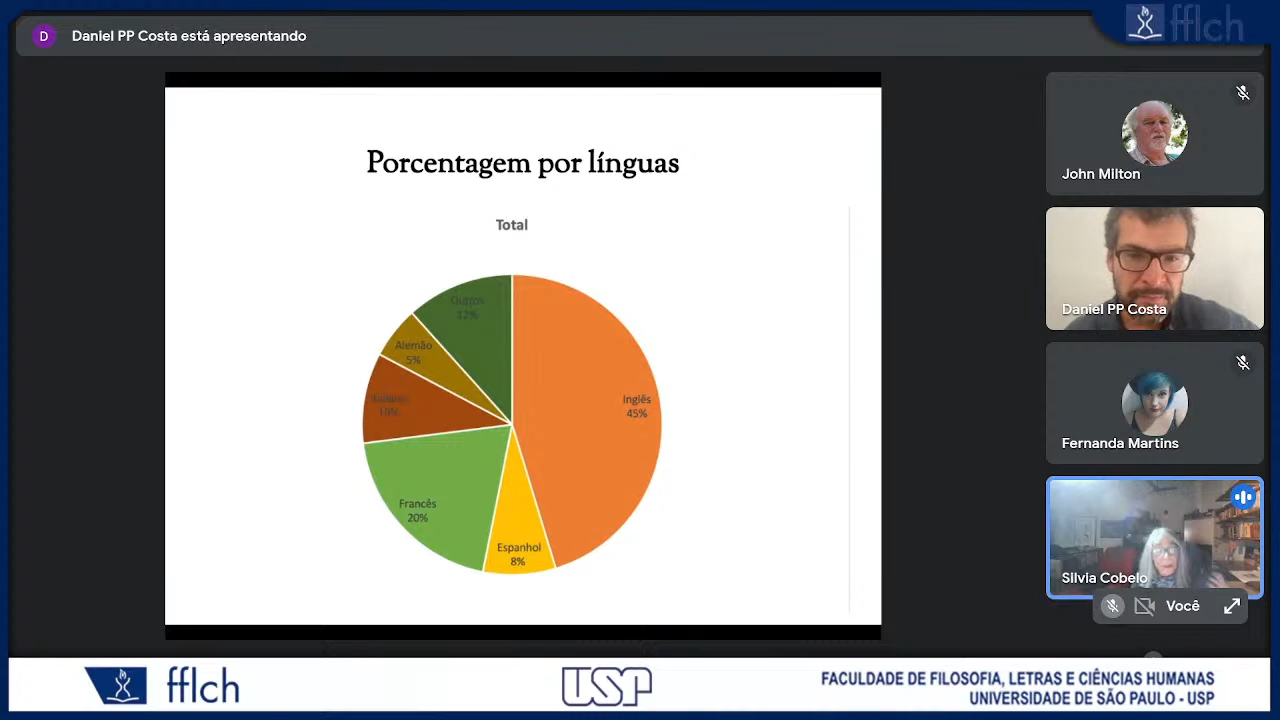 D
Daniel PP Costa está apresentando
fflch
Porcentagem por línguas
Total
Outros
12%
Alemão
5%
Italiano
10%
Inglês
45%
Francês
20%
Espanhol
8%
John Milton
Daniel PP Costa
Fernanda Martins
Silvia Cobelo
Você
fflch
USP
FACULDADE DE FILOSOFIA, LETRAS E CIÊNCIAS HUMANAS
UNIVERSIDADE DE SÃO PAULO - USP